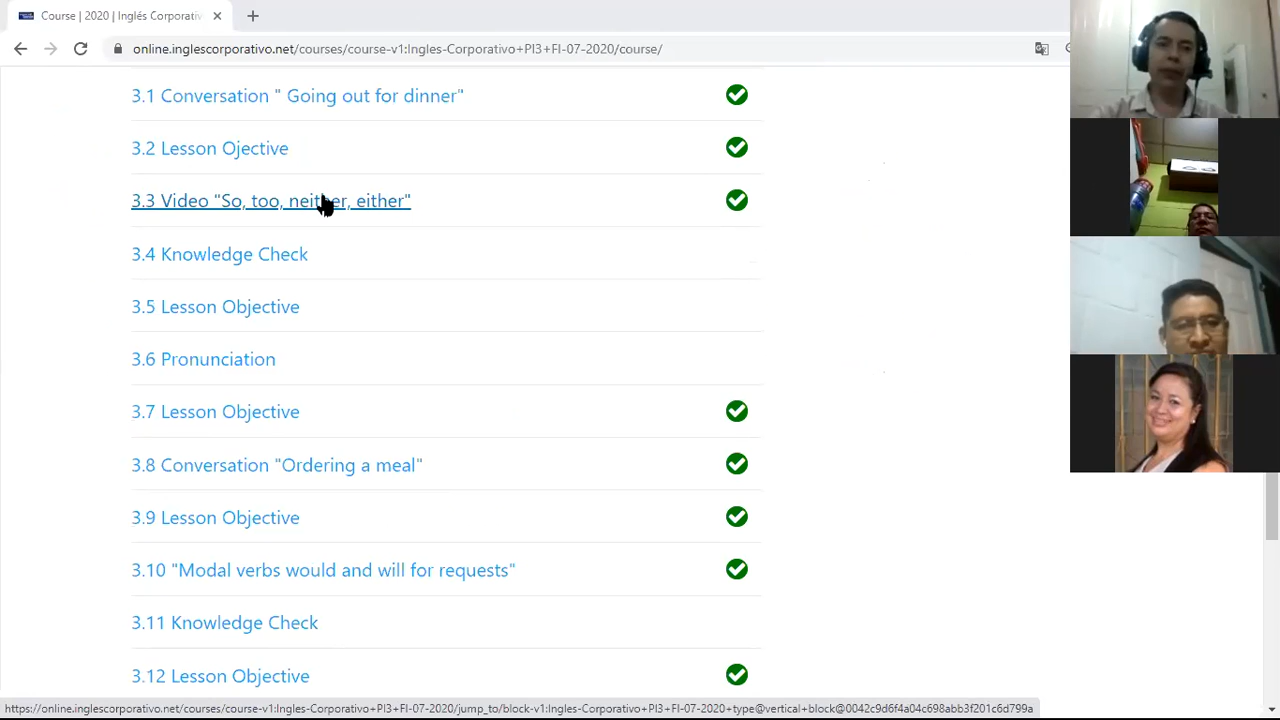 Course | 2020 | Inglés Corporativ
online.inglescorporativo.net/courses/course-v1:Ingles-Corporativo+PI3+FI-07-2020/course/
3.1 Conversation " Going out for dinner"
3.2 Lesson Ojective
3.3 Video "So, too, neither, either"
3.4 Knowledge Check
3.5 Lesson Objective
3.6 Pronunciation
3.7 Lesson Objective
3.8 Conversation "Ordering a meal"
3.9 Lesson Objective
3.10 "Modal verbs would and will for requests"
3.11 Knowledge Check
3.12 Lesson Objective
https://online.inglescorporativo.net/courses/course-v1:Ingles-Corporativo+PI3+FI-07-2020/jump_to/block-v1:Ingles-Corporativo+PI3+FI-07-2020+type@vertical+block@0042c9d6f4a04c698abb3f201c6d799a